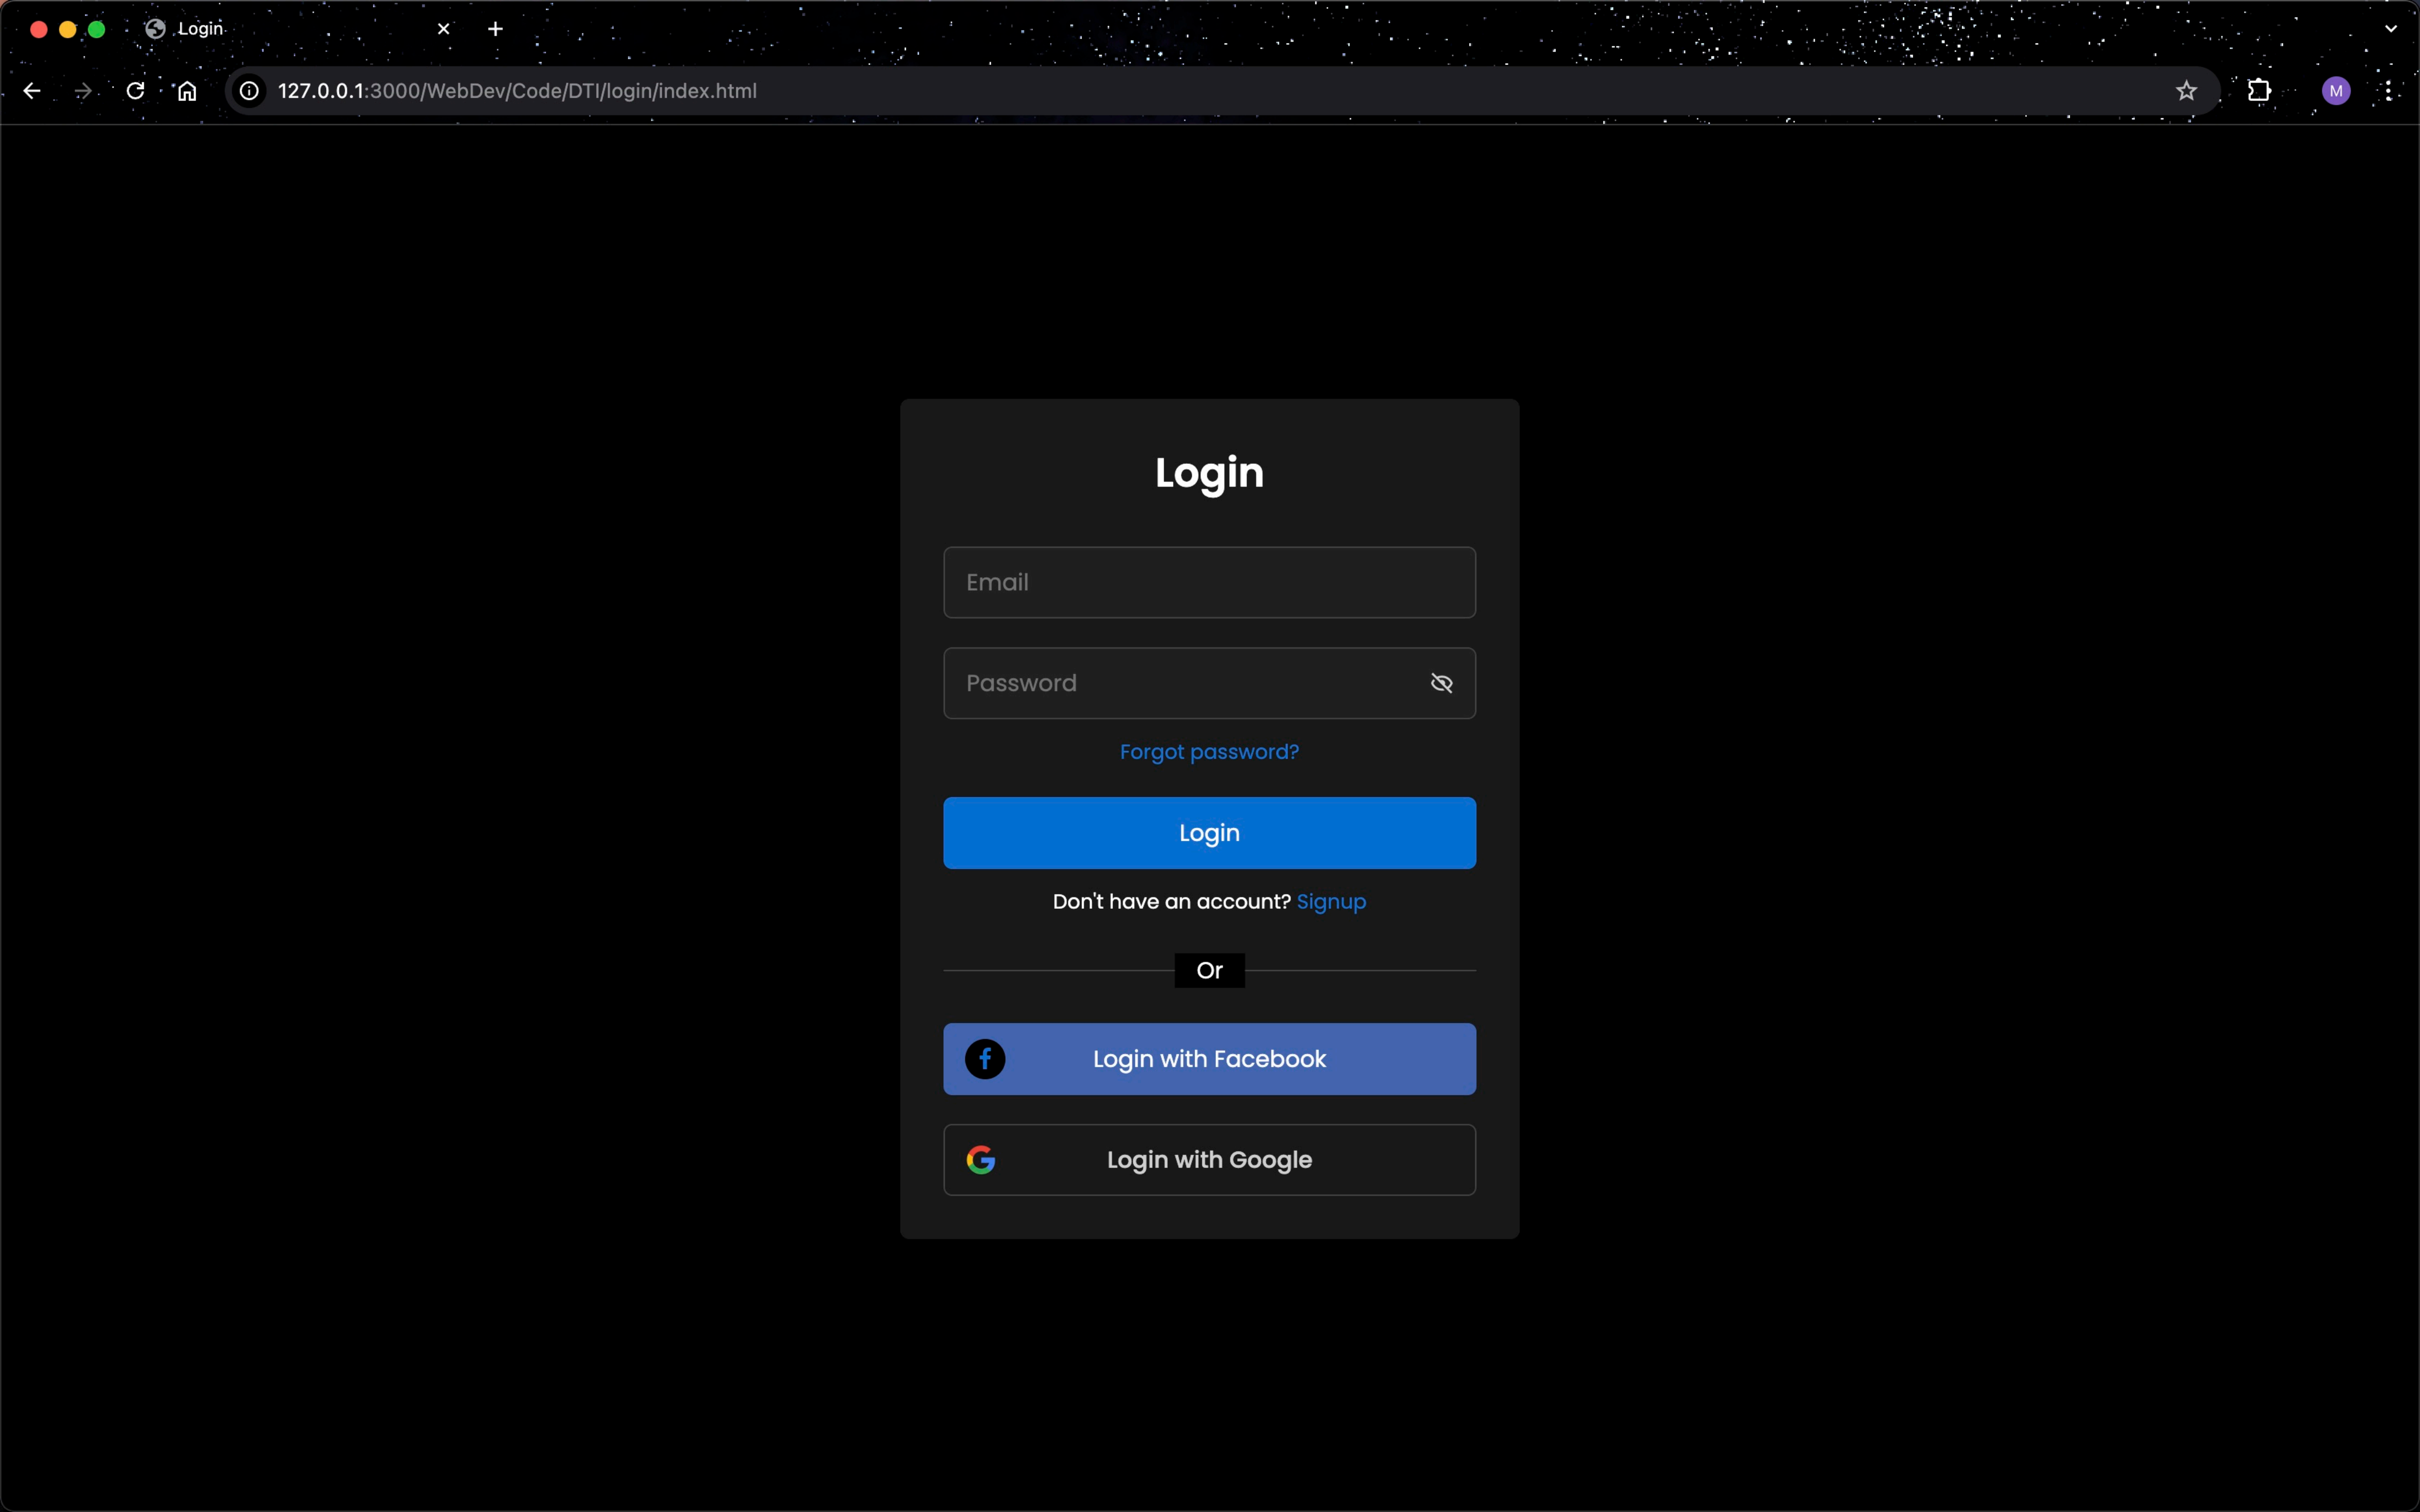 Login
127.0.0.1:3000/WebDev/Code/DTI/login/index.html
M
Login
Email
Password
Forgot password?
Login
Don't have an account? Signup
Or
Login with Facebook
Login with Google